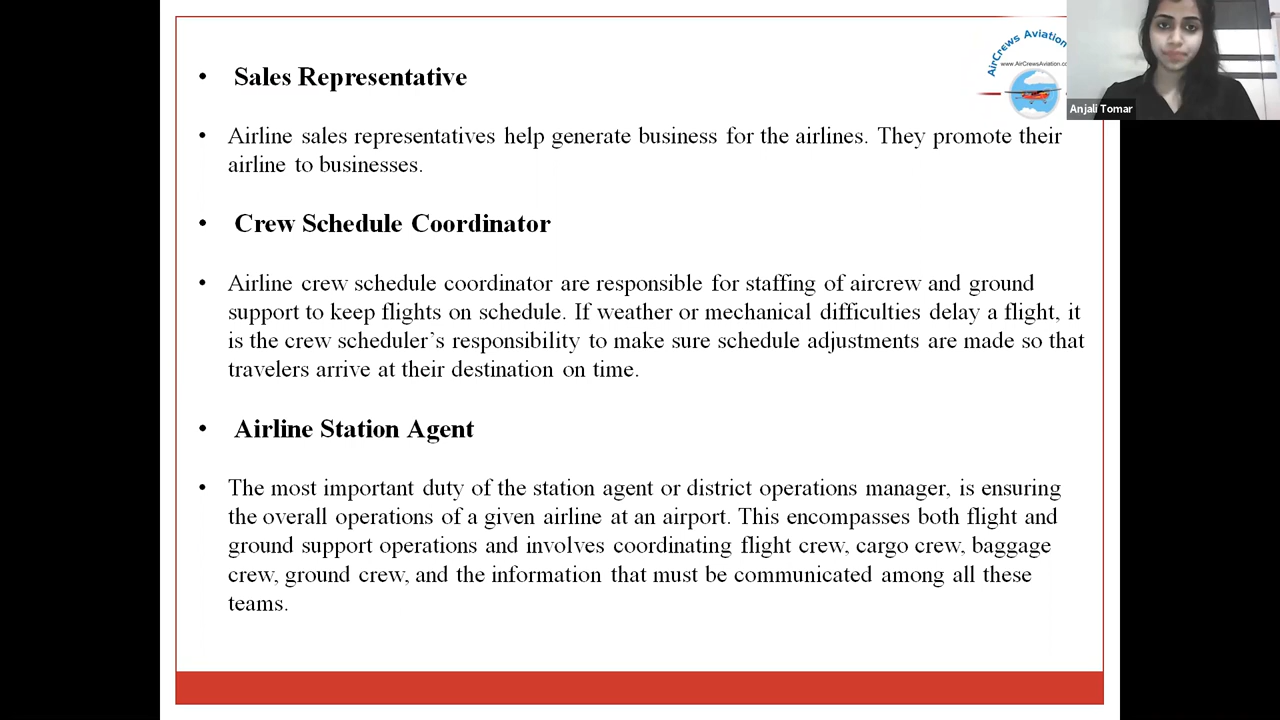 AirCrews Aviation
www.AirCrewsAviation.co
Anjali Tomar
• Sales Representative
• Airline sales representatives help generate business for the airlines. They promote their
airline to businesses.
• Crew Schedule Coordinator
• Airline crew schedule coordinator are responsible for staffing of aircrew and ground
support to keep flights on schedule. If weather or mechanical difficulties delay a flight, it
is the crew scheduler’s responsibility to make sure schedule adjustments are made so that
travelers arrive at their destination on time.
• Airline Station Agent
• The most important duty of the station agent or district operations manager, is ensuring
the overall operations of a given airline at an airport. This encompasses both flight and
ground support operations and involves coordinating flight crew, cargo crew, baggage
crew, ground crew, and the information that must be communicated among all these
teams.